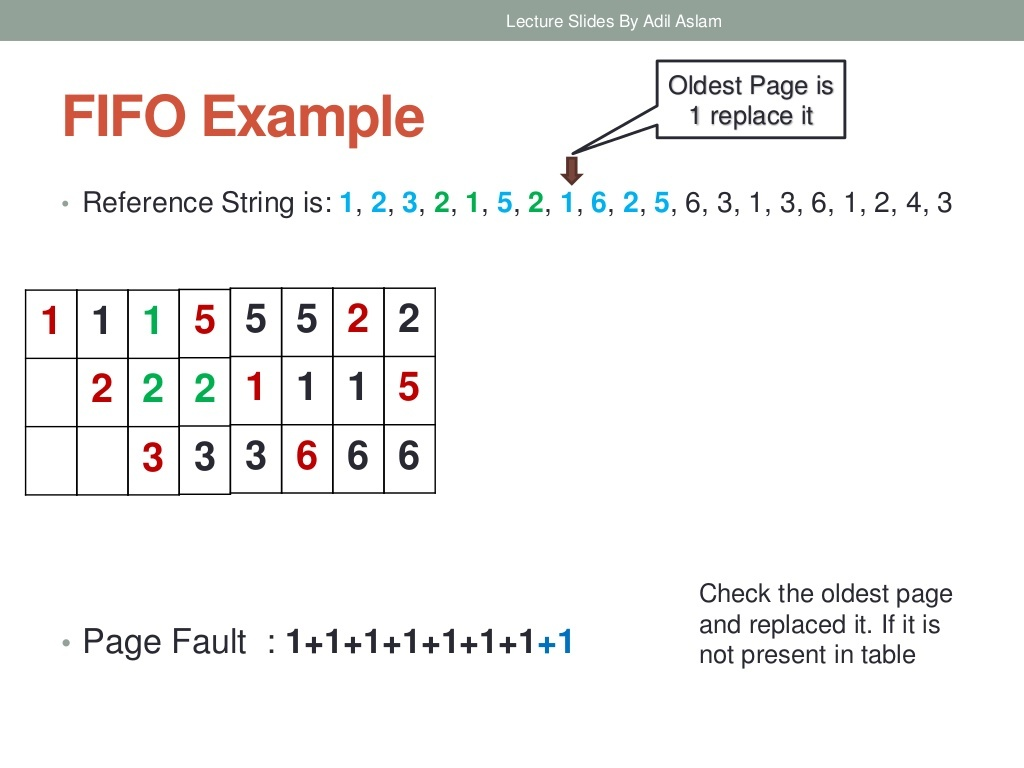 Lecture Slides By Adil Aslam
Oldest Page is
1 replace it
FIFO Example
• Reference String is: 1, 2, 3, 2, 1, 5, 2, 1, 6, 2, 5, 6, 3, 1, 3, 6, 1, 2, 4, 3
1 1 1 5 5 5 2 2
2 2 2 1 1 1 5
3 3 3 6 6 6
Check the oldest page
and replaced it. If it is
not present in table
• Page Fault : 1+1+1+1+1+1+1+1